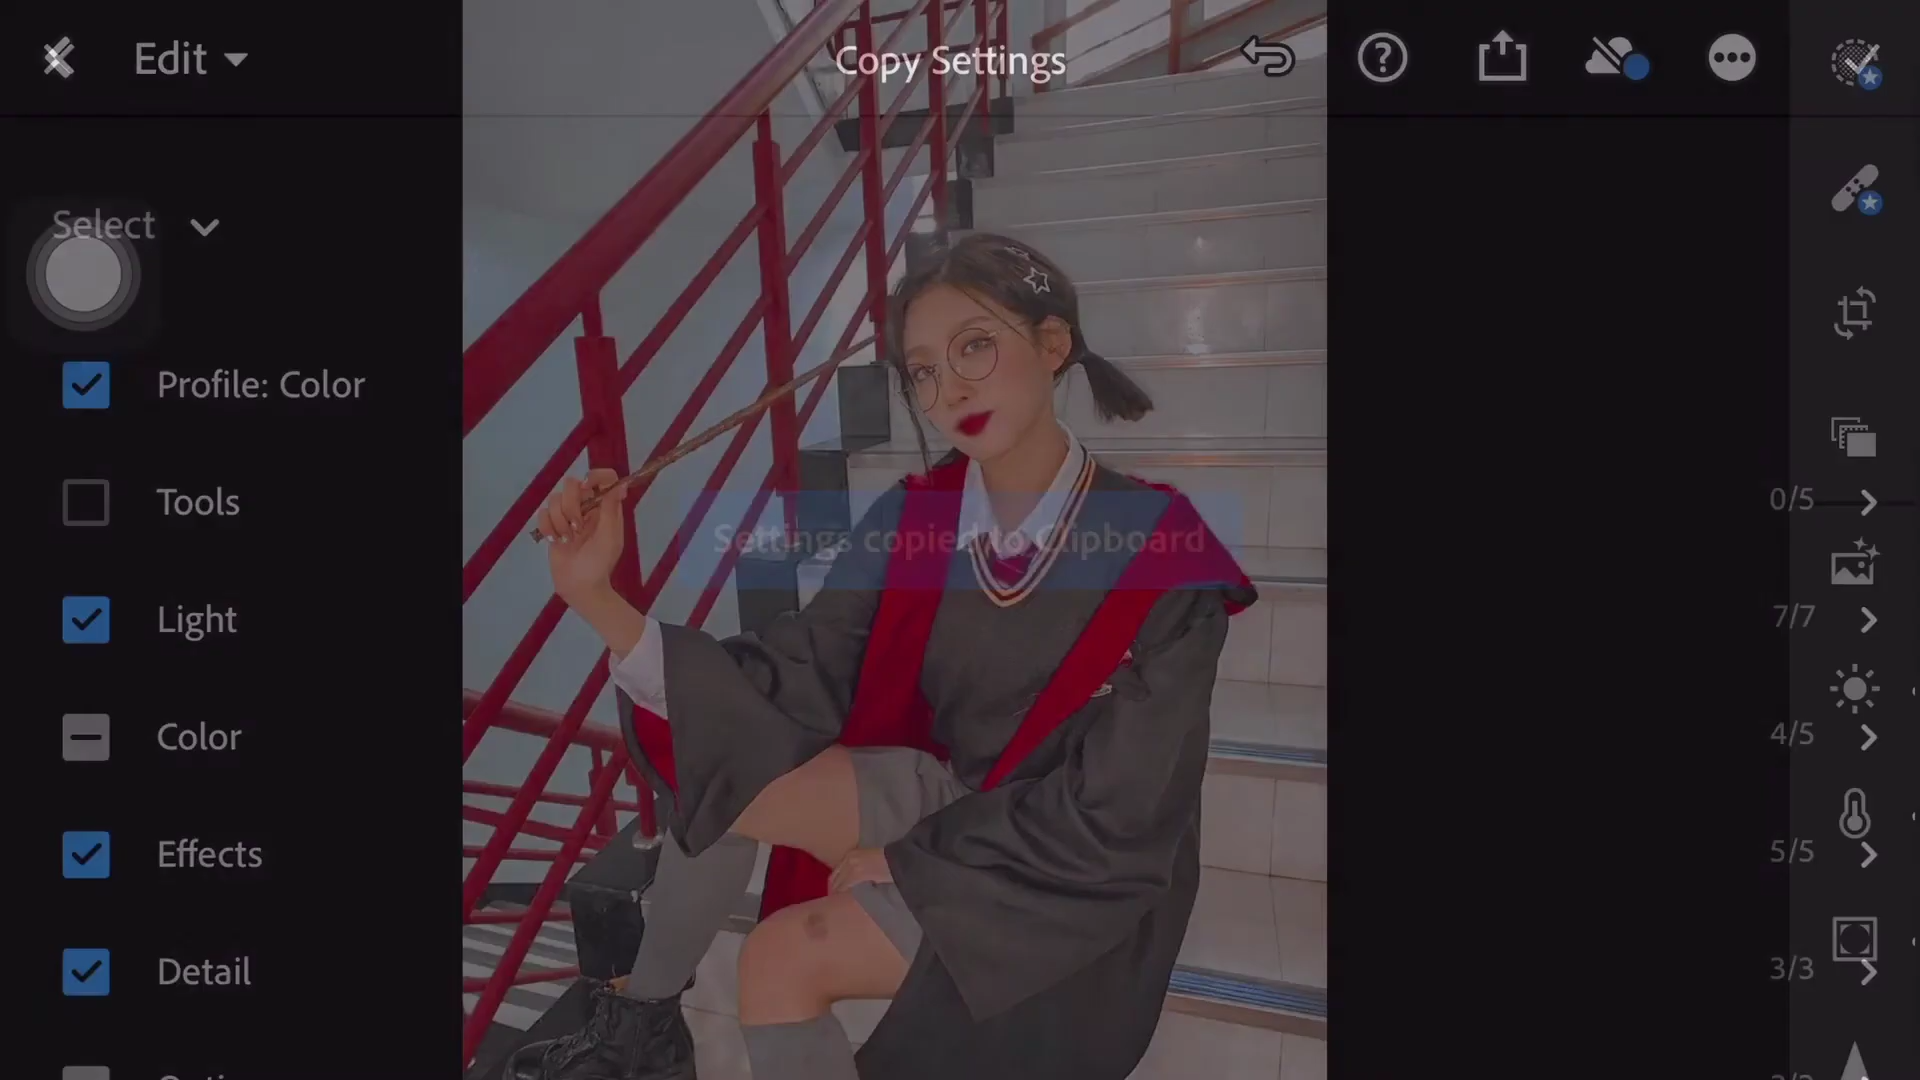 Edit
Copy Settings
Select
Profile: Color
Tools
0/5
Settings copied to Clipboard
Light
7/7
Color
4/5
Effects
5/5
Detail
3/3